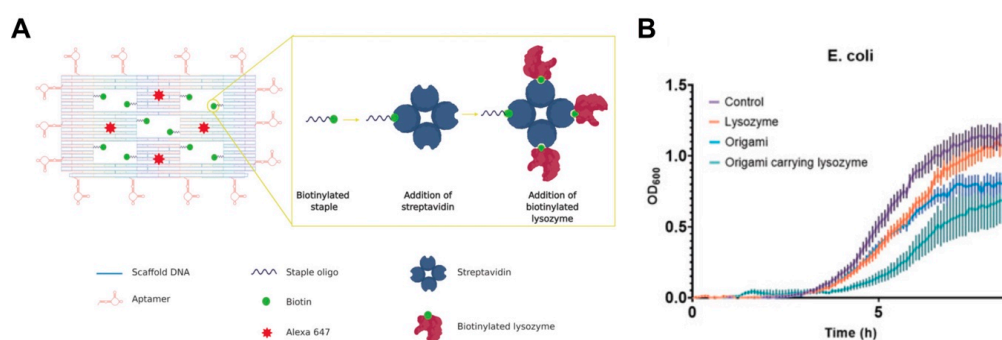 A
Biotinylated
staple
Addition of
streptavidin
Addition of
biotinylated
lysozyme
Scaffold DNA
Aptamer
Staple oligo
Biotin
Alexa 647
Streptavidin
Biotinylated lysozyme
B
E. coli
Control
Lysozyme
Origami
Origami carrying lysozyme
OD600
1.5
1.0
0.5
0.0
0
5
Time (h)